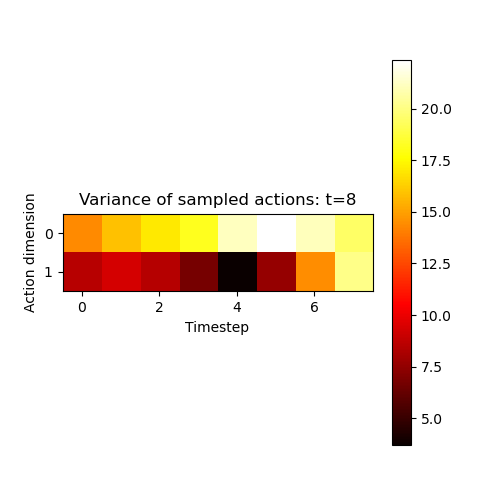 Variance of sampled actions: t=8
Action dimension
0
1
0 2 4 6
Timestep
20.0
17.5
15.0
12.5
10.0
7.5
5.0